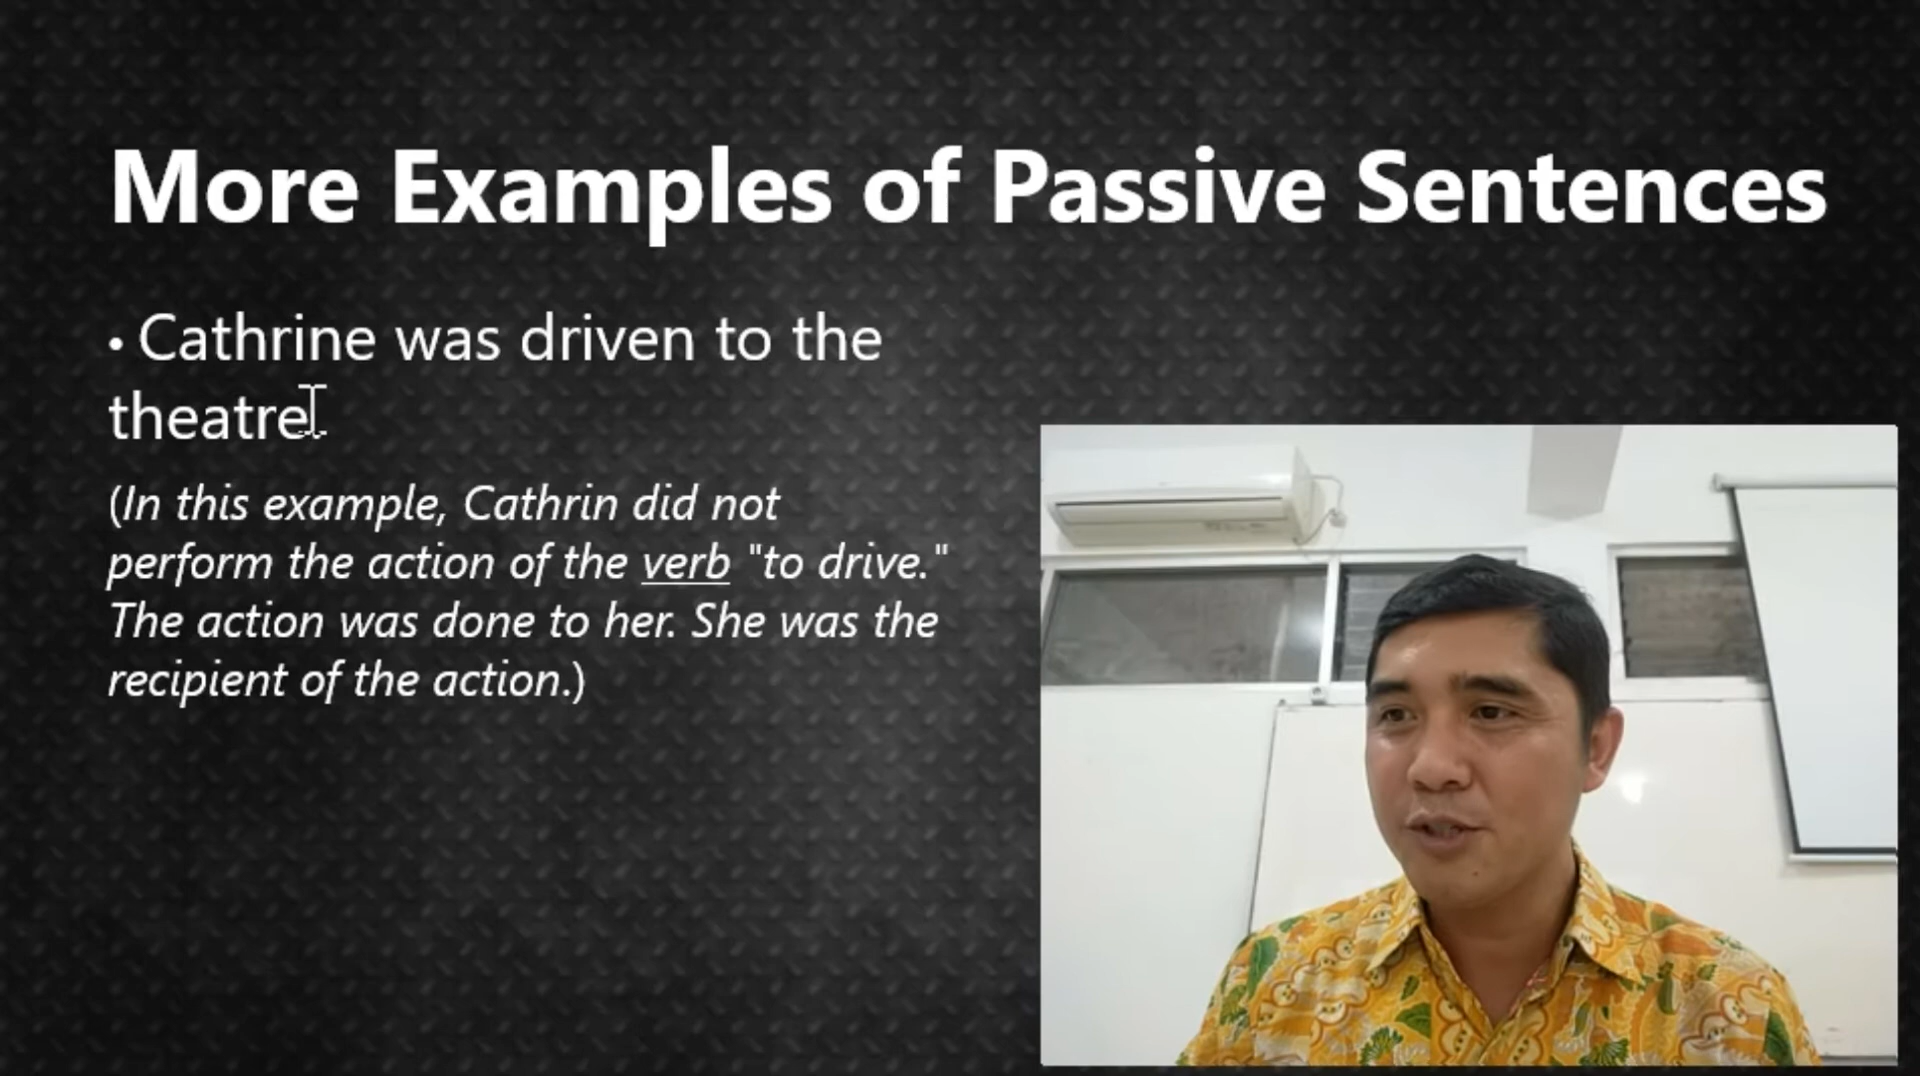 More Examples of Passive Sentences
• Cathrine was driven to the
theatre.
(In this example, Cathrin did not
perform the action of the verb "to drive."
The action was done to her. She was the
recipient of the action.)